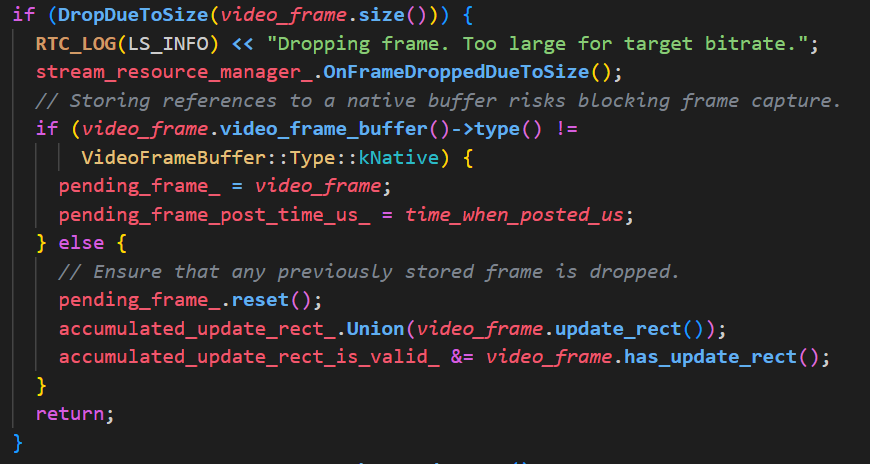 if (DropDueToSize(video_frame.size())) {
RTC_LOG(LS_INFO) << "Dropping frame. Too large for target bitrate.";
stream_resource_manager_.OnFrameDroppedDueToSize();
// Storing references to a native buffer risks blocking frame capture.
if (video_frame.video_frame_buffer()->type() !=
VideoFrameBuffer::Type::kNative) {
pending_frame_ = video_frame;
pending_frame_post_time_us_ = time_when_posted_us;
} else {
// Ensure that any previously stored frame is dropped.
pending_frame_.reset();
accumulated_update_rect_.Union(video_frame.update_rect());
accumulated_update_rect_is_valid_ &= video_frame.has_update_rect();
}
return;
}